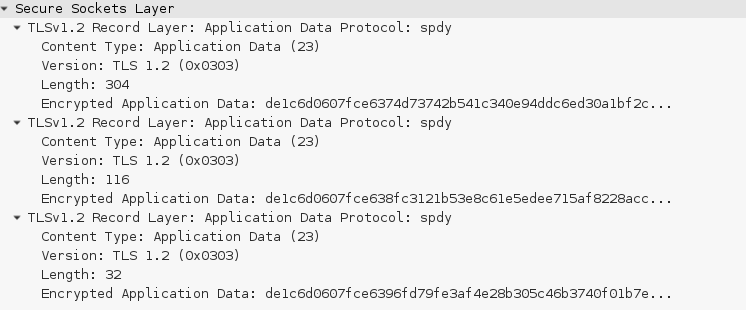 Secure Sockets Layer
TLSv1.2 Record Layer: Application Data Protocol: spdy
Content Type: Application Data (23)
Version: TLS 1.2 (0x0303)
Length: 304
Encrypted Application Data: de1c6d0607fce6374d73742b541c340e94ddc6ed30a1bf2c...
TLSv1.2 Record Layer: Application Data Protocol: spdy
Content Type: Application Data (23)
Version: TLS 1.2 (0x0303)
Length: 116
Encrypted Application Data: de1c6d0607fce638fc3121b53e8c61e5edee715af8228acc...
TLSv1.2 Record Layer: Application Data Protocol: spdy
Content Type: Application Data (23)
Version: TLS 1.2 (0x0303)
Length: 32
Encrypted Application Data: de1c6d0607fce6396fd79fe3af4e28b305c46b3740f01b7e...